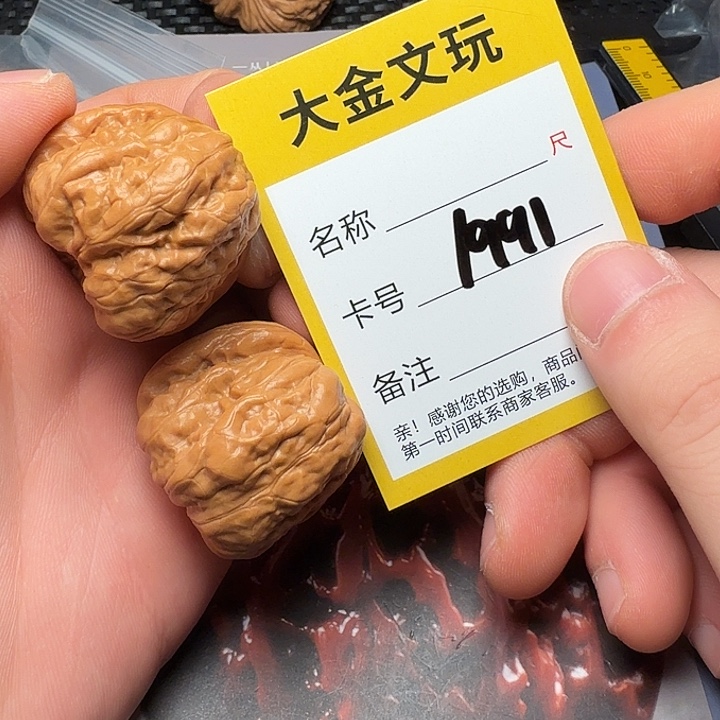 大金文玩
尺
名称
卡号 1991
备注
亲！感谢您的选购，商品
第一时间联系商家客服。